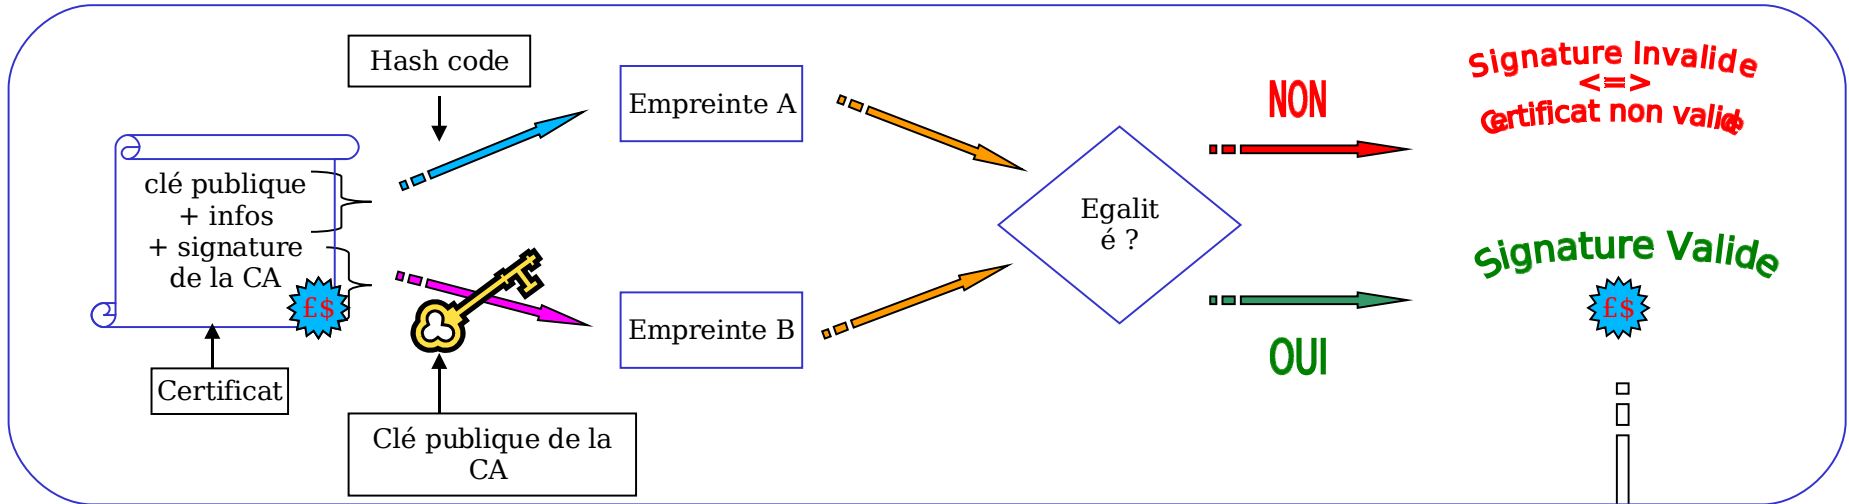 Hash code
clé publique
+ infos
+ signature
de la CA
£$
Certificat
Clé publique de la
CA
Empreinte A
Empreinte B
Egalit
é ?
NON
Signature Invalide
<=>
Certificat non valide
OUI
Signature Valide
£$